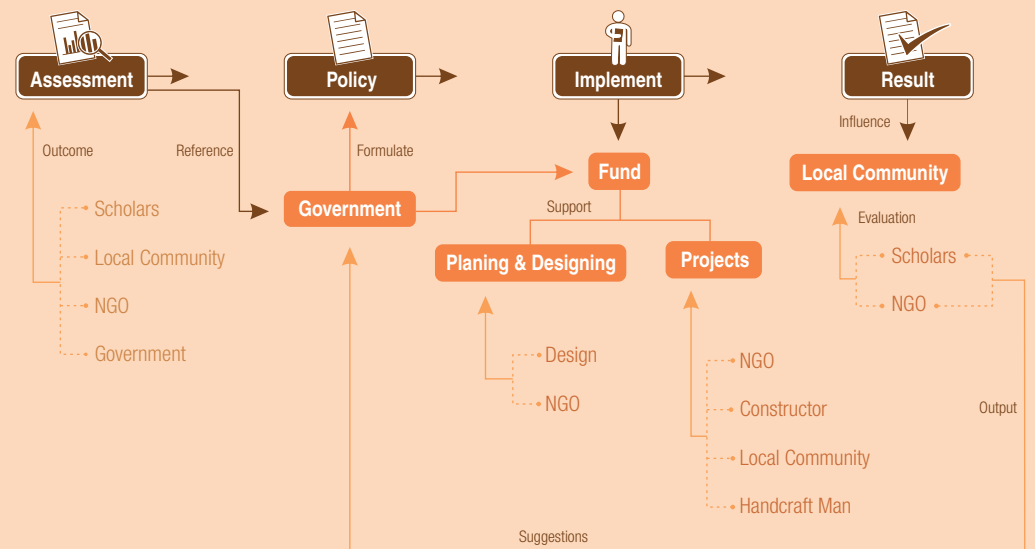 Assessment
Policy
Implement
Result
Outcome
Reference
Formulate
Influence
Fund
Local Community
Government
Support
Evaluation
Scholars
Local Community
NGO
Government
Planing & Designing
Projects
Scholars
NGO
Design
NGO
NGO
Constructor
Local Community
Handcraft Man
Output
Suggestions